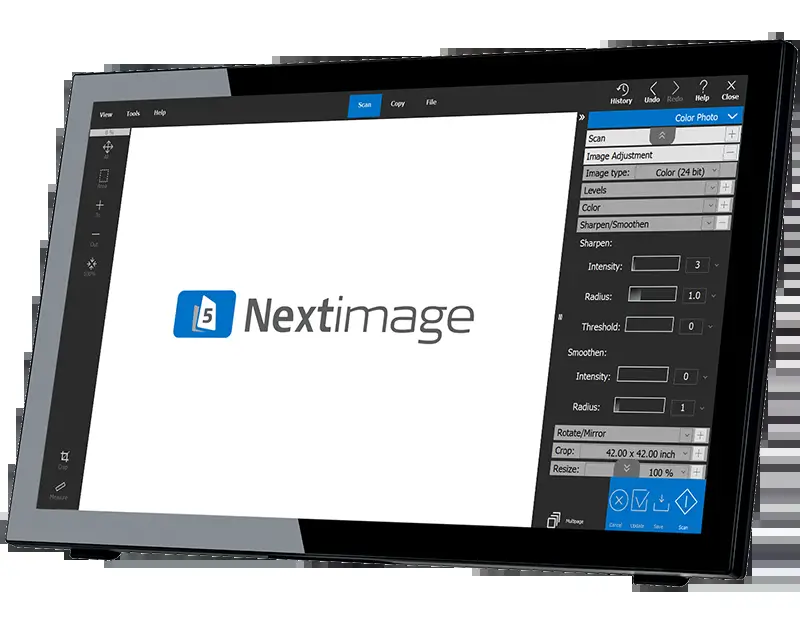 View Tools Help
Scan Copy File
History Undo Redo Help Close
0 %
All
Area
In
Out
100%
Crop
Measure
Color Photo
Scan
Image Adjustment
Image type: Color (24 bit)
Levels
Color
Sharpen/Smoothen
Sharpen:
Intensity: 3
Radius: 1.0
Threshold: 0
Smoothen:
Intensity: 0
Radius: 1
Rotate/Mirror
Crop: 42.00 x 42.00 inch
Resize: 100 %
Multipage
Cancel Update Save Scan
5 Nextimage